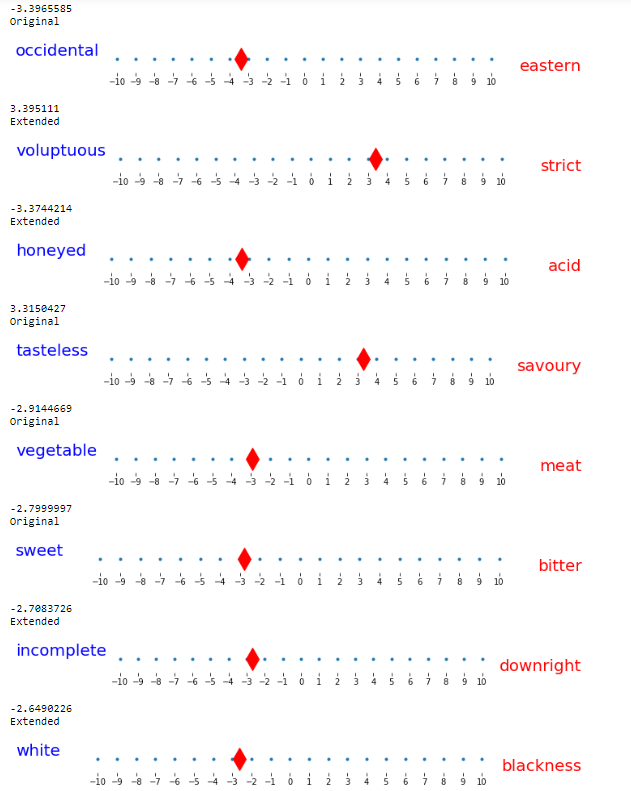 -3.3965585
Original
occidental
eastern
−10 −9 −8 −7 −6 −5 −4 −3 −2 −1 0 1 2 3 4 5 6 7 8 9 10
3.395111
Extended
voluptuous
strict
−10 −9 −8 −7 −6 −5 −4 −3 −2 −1 0 1 2 3 4 5 6 7 8 9 10
-3.3744214
Extended
honeyed
acid
−10 −9 −8 −7 −6 −5 −4 −3 −2 −1 0 1 2 3 4 5 6 7 8 9 10
3.3150427
Original
tasteless
savoury
−10 −9 −8 −7 −6 −5 −4 −3 −2 −1 0 1 2 3 4 5 6 7 8 9 10
-2.9144669
Original
vegetable
meat
−10 −9 −8 −7 −6 −5 −4 −3 −2 −1 0 1 2 3 4 5 6 7 8 9 10
-2.7999997
Original
sweet
bitter
−10 −9 −8 −7 −6 −5 −4 −3 −2 −1 0 1 2 3 4 5 6 7 8 9 10
-2.7083726
Extended
incomplete
downright
−10 −9 −8 −7 −6 −5 −4 −3 −2 −1 0 1 2 3 4 5 6 7 8 9 10
-2.6490226
Extended
white
blackness
−10 −9 −8 −7 −6 −5 −4 −3 −2 −1 0 1 2 3 4 5 6 7 8 9 10